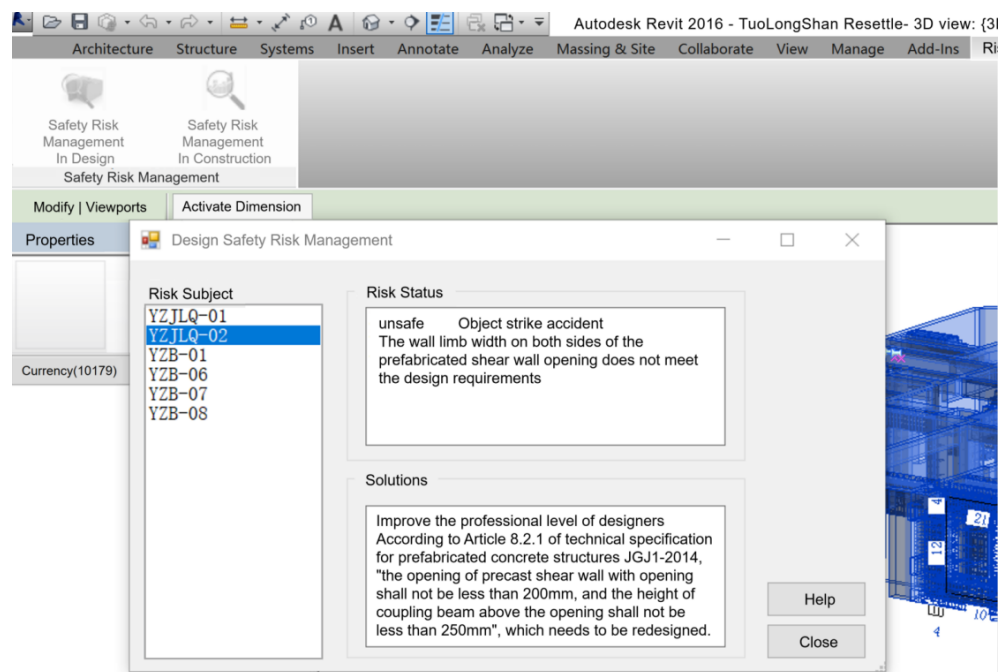 Autodesk Revit 2016 - TuoLongShan Resettle- 3D view: {3
Architecture Structure Systems Insert Annotate Analyze Massing & Site Collaborate View Manage Add-Ins Ri
Safety Risk Management In Design
Safety Risk Management In Construction
Safety Risk Management
Modify | Viewports Activate Dimension
Properties
Design Safety Risk Management
Currency(10179)
Risk Subject
YZJLQ-01
YZJLQ-02
YZB-01
YZB-06
YZB-07
YZB-08
Risk Status
unsafe Object strike accident
The wall limb width on both sides of the
prefabricated shear wall opening does not meet
the design requirements
Solutions
Improve the professional level of designers
According to Article 8.2.1 of technical specification
for prefabricated concrete structures JGJ1-2014,
"the opening of precast shear wall with opening
shall not be less than 200mm, and the height of
coupling beam above the opening shall not be
less than 250mm", which needs to be redesigned.
Help
Close
4
21
12
10
4